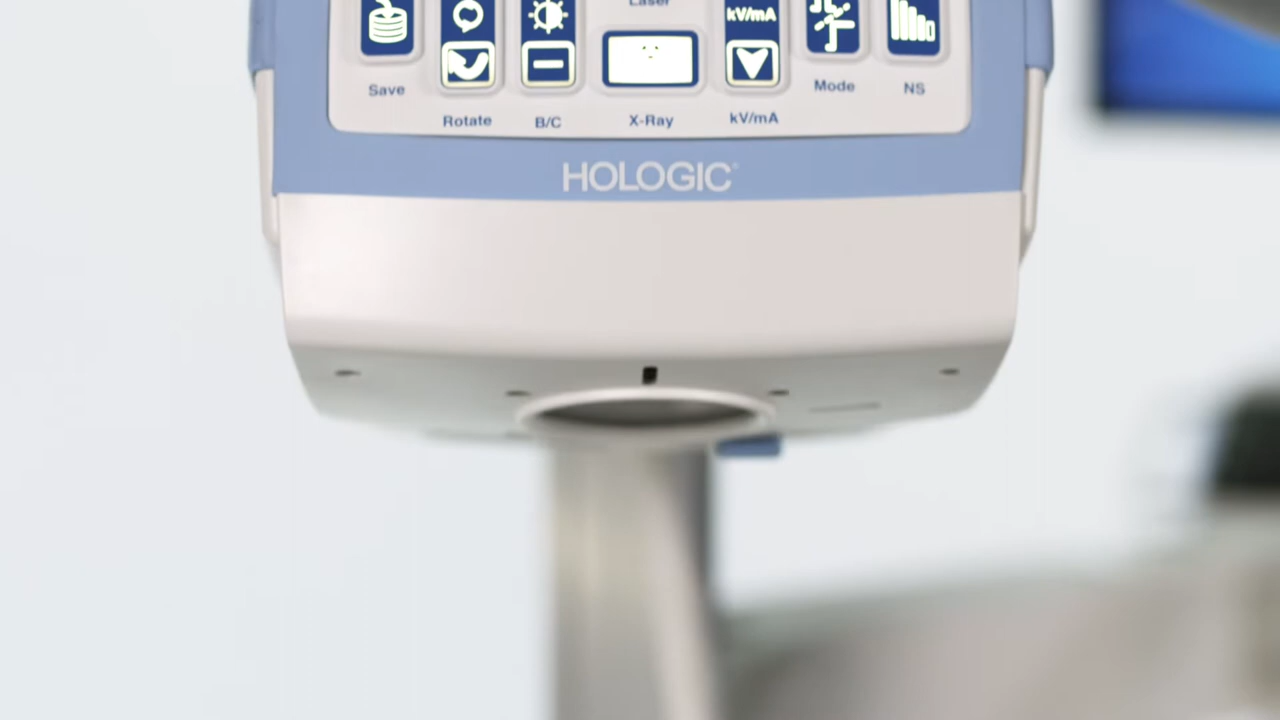 Laser
kV/mA
Save
Mode
NS
Rotate
B/C
X-Ray
kV/mA
HOLOGIC®